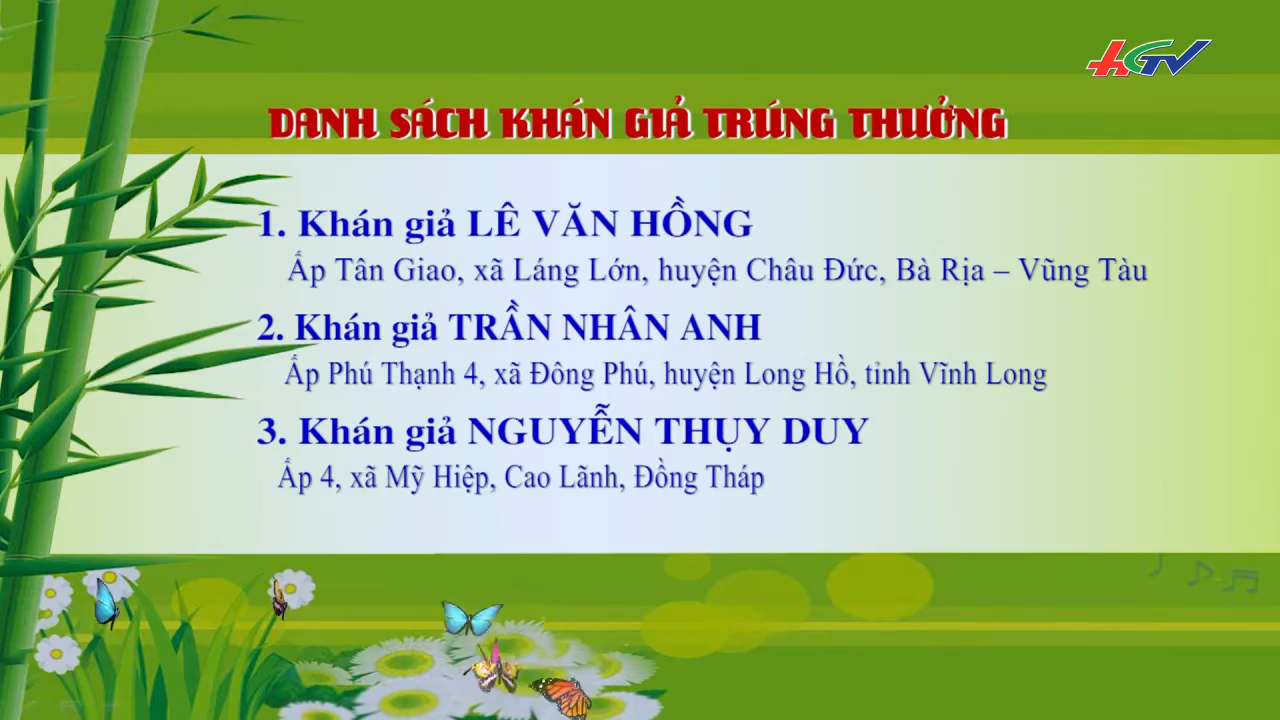 HGTV
DANH SÁCH KHÁN GIẢ TRÚNG THƯỞNG
1. Khán giả LÊ VĂN HỒNG
Ấp Tân Giao, xã Láng Lớn, huyện Châu Đức, Bà Rịa – Vũng Tàu
2. Khán giả TRẦN NHÂN ANH
Ấp Phú Thạnh 4, xã Đông Phú, huyện Long Hồ, tỉnh Vĩnh Long
3. Khán giả NGUYỄN THỤY DUY
Ấp 4, xã Mỹ Hiệp, Cao Lãnh, Đồng Tháp